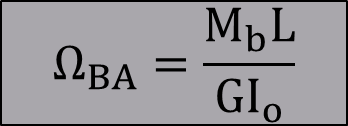 Ω_BA = M_b L / G I_o